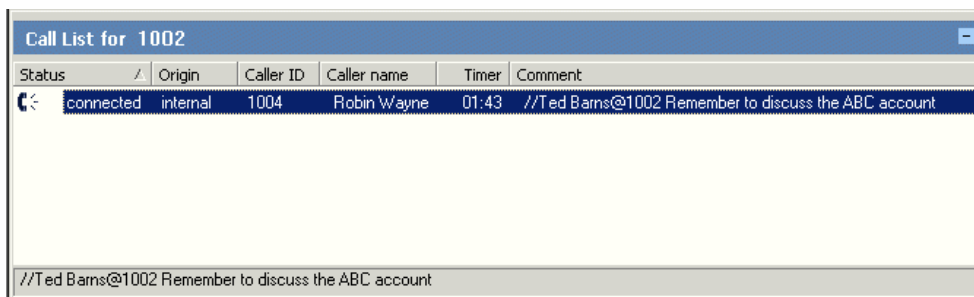 Call List for 1002
Status Origin Caller ID Caller name Timer Comment
connected internal 1004 Robin Wayne 01:43 //Ted Barns@1002 Remember to discuss the ABC account
//Ted Barns@1002 Remember to discuss the ABC account